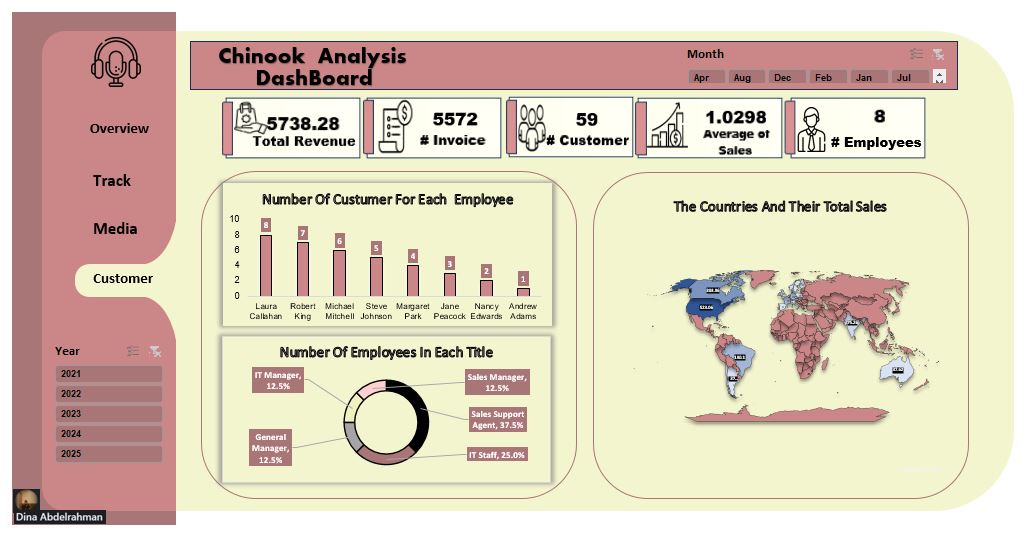 Chinook Analysis
DashBoard
Month
Apr
Aug
Dec
Feb
Jan
Jul
Overview
Track
Media
Customer
Year
2021
2022
2023
2024
2025
5738.28
Total Revenue
5572
# Invoice
59
# Customer
1.0298
Average of
Sales
8
# Employees
Number Of Custumer For Each Employee
10
8
6
4
2
0
8
7
6
5
4
3
2
1
Laura
Callahan
Robert
King
Michael
Mitchell
Steve
Johnson
Margaret
Park
Jane
Peacock
Nancy
Edwards
Andrew
Adams
Number Of Employees In Each Title
IT Manager,
12.5%
Sales Manager,
12.5%
Sales Support
Agent, 37.5%
General
Manager,
12.5%
IT Staff, 25.0%
The Countries And Their Total Sales
Dina Abdelrahman